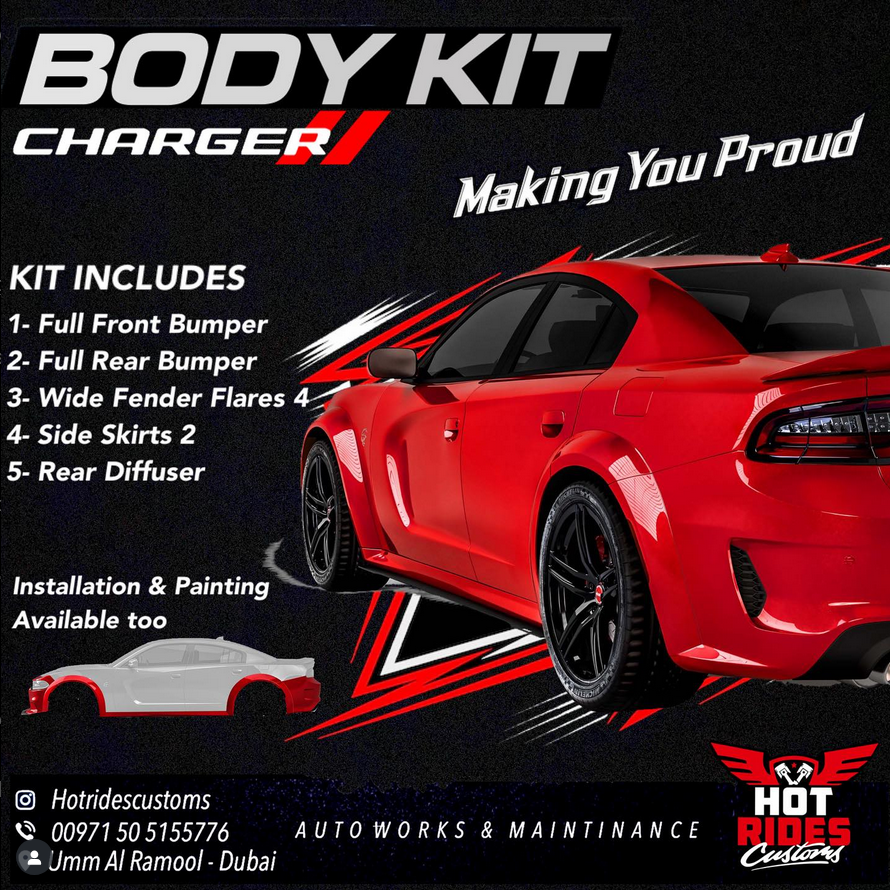 BODY KIT
CHARGER
Making You Proud
KIT INCLUDES
1- Full Front Bumper
2- Full Rear Bumper
3- Wide Fender Flares 4
4- Side Skirts 2
5- Rear Diffuser
Installation & Painting
Available too
Hotridescustoms
00971 50 5155776
Umm Al Ramool - Dubai
AUTO WORKS & MAINTINANCE
HOT
RIDES
Customs